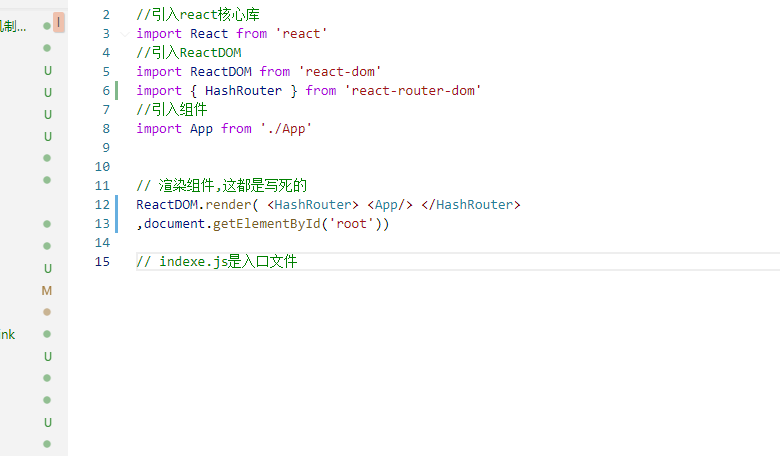 机制...
I
U
U
U
U
U
M
ink
U
U
2 //引入react核心库
3 import React from 'react'
4 //引入ReactDOM
5 import ReactDOM from 'react-dom'
6 import { HashRouter } from 'react-router-dom'
7 //引入组件
8 import App from './App'
9
10
11 // 渲染组件,这都是写死的
12 ReactDOM.render( <HashRouter> <App/> </HashRouter>
13 ,document.getElementById('root'))
14
15 // indexe.js是入口文件